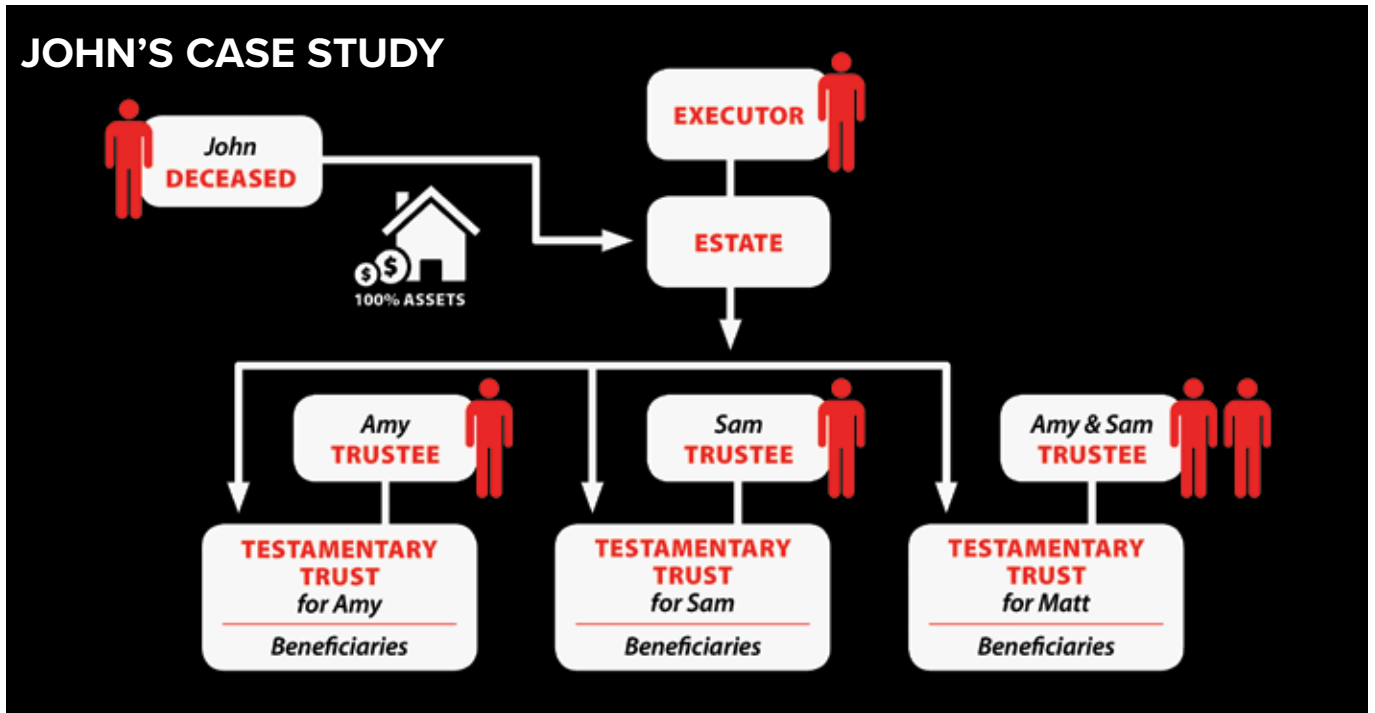 JOHN'S CASE STUDY
John
DECEASED
$ $
100% ASSETS
EXECUTOR
ESTATE
Amy
TRUSTEE
Sam
TRUSTEE
Amy & Sam
TRUSTEE
TESTAMENTARY
TRUST
for Amy
Beneficiaries
TESTAMENTARY
TRUST
for Sam
Beneficiaries
TESTAMENTARY
TRUST
for Matt
Beneficiaries